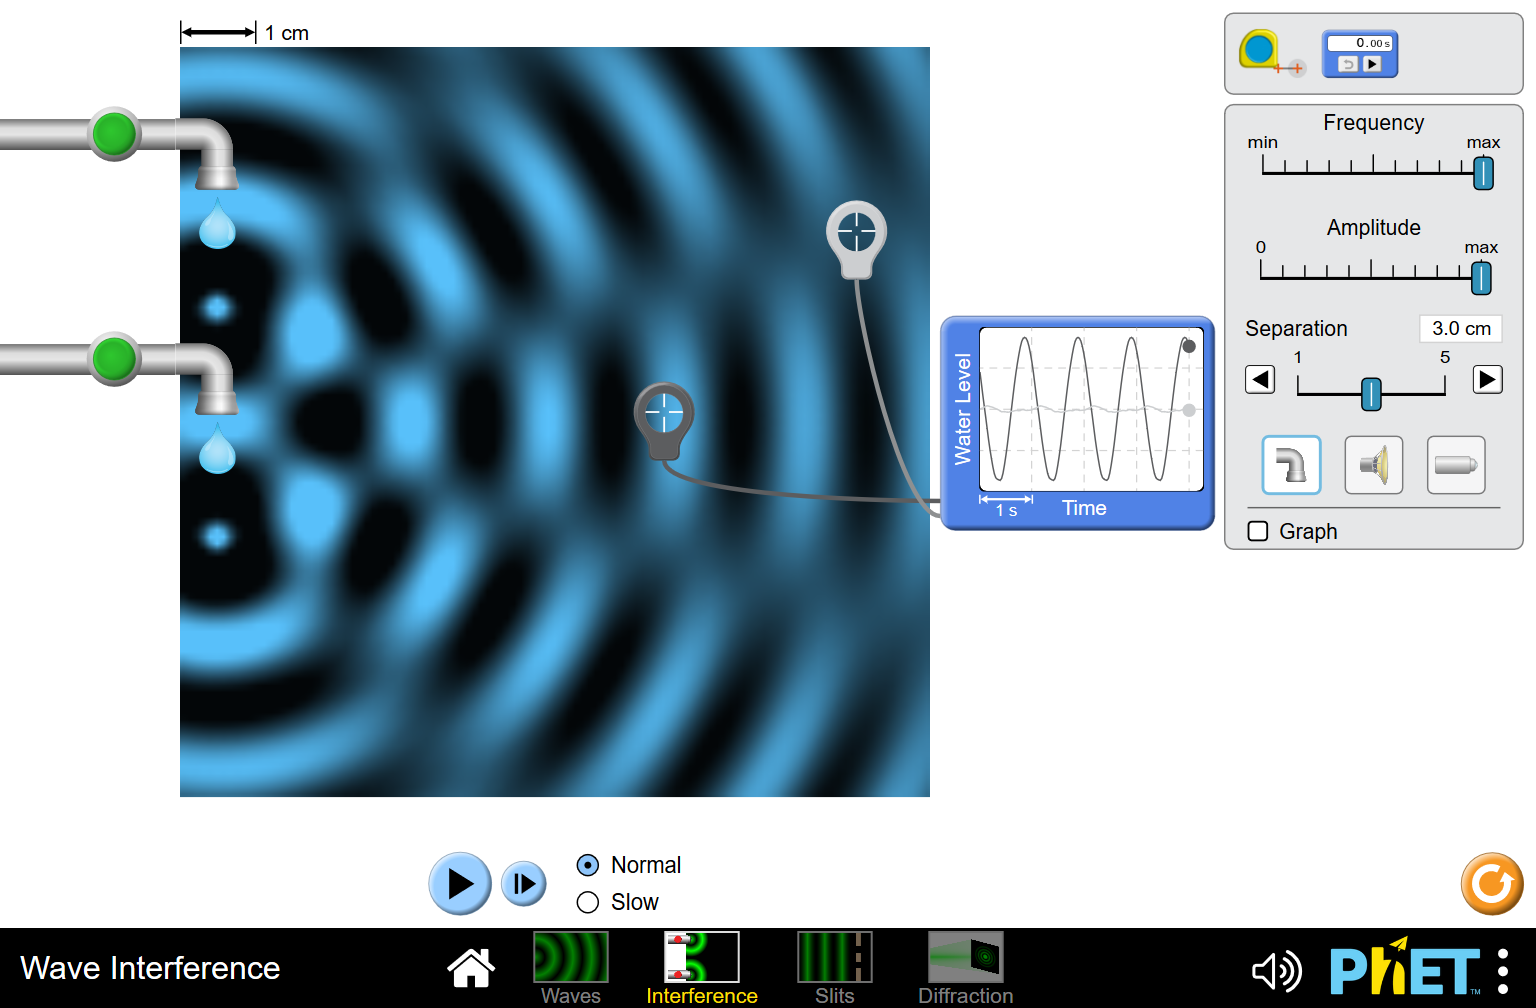 1 cm
0.00 s
Frequency
min max
Amplitude
0 max
Separation 3.0 cm
1 5
Water Level
1 s Time
Graph
Normal
Slow
Wave Interference
Waves Interference Slits Diffraction
PhET™